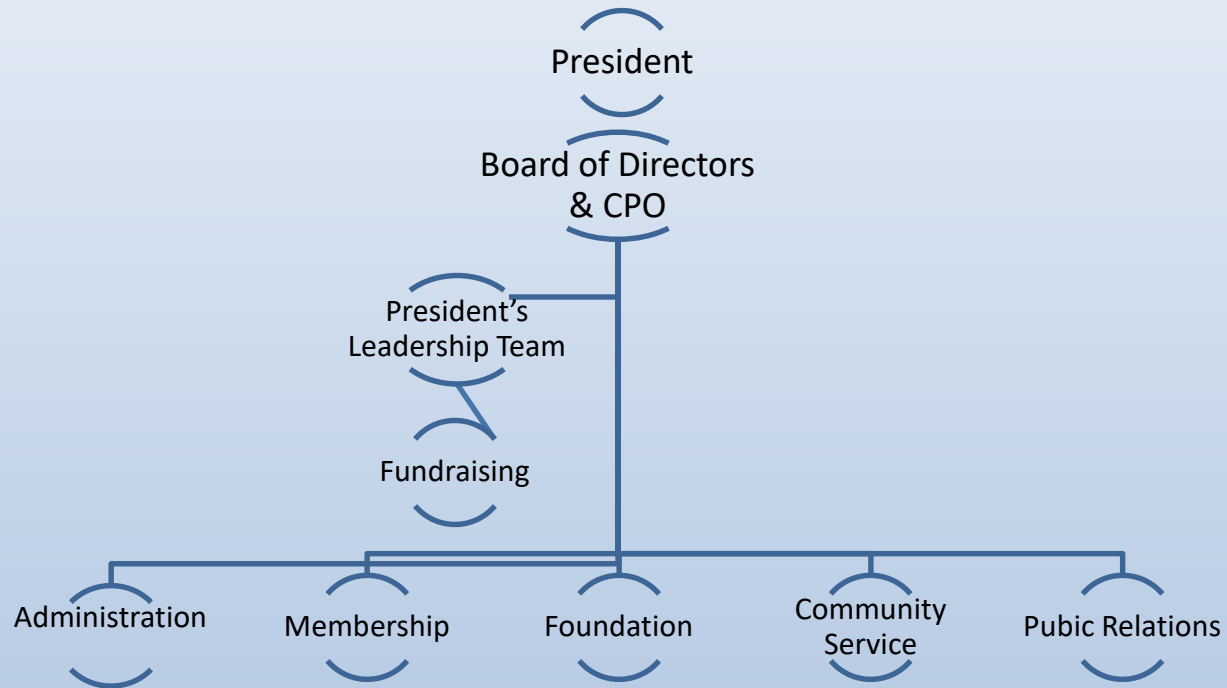 President
Board of Directors
& CPO
President’s
Leadership Team
Fundraising
Administration
Membership
Foundation
Community
Service
Pubic Relations